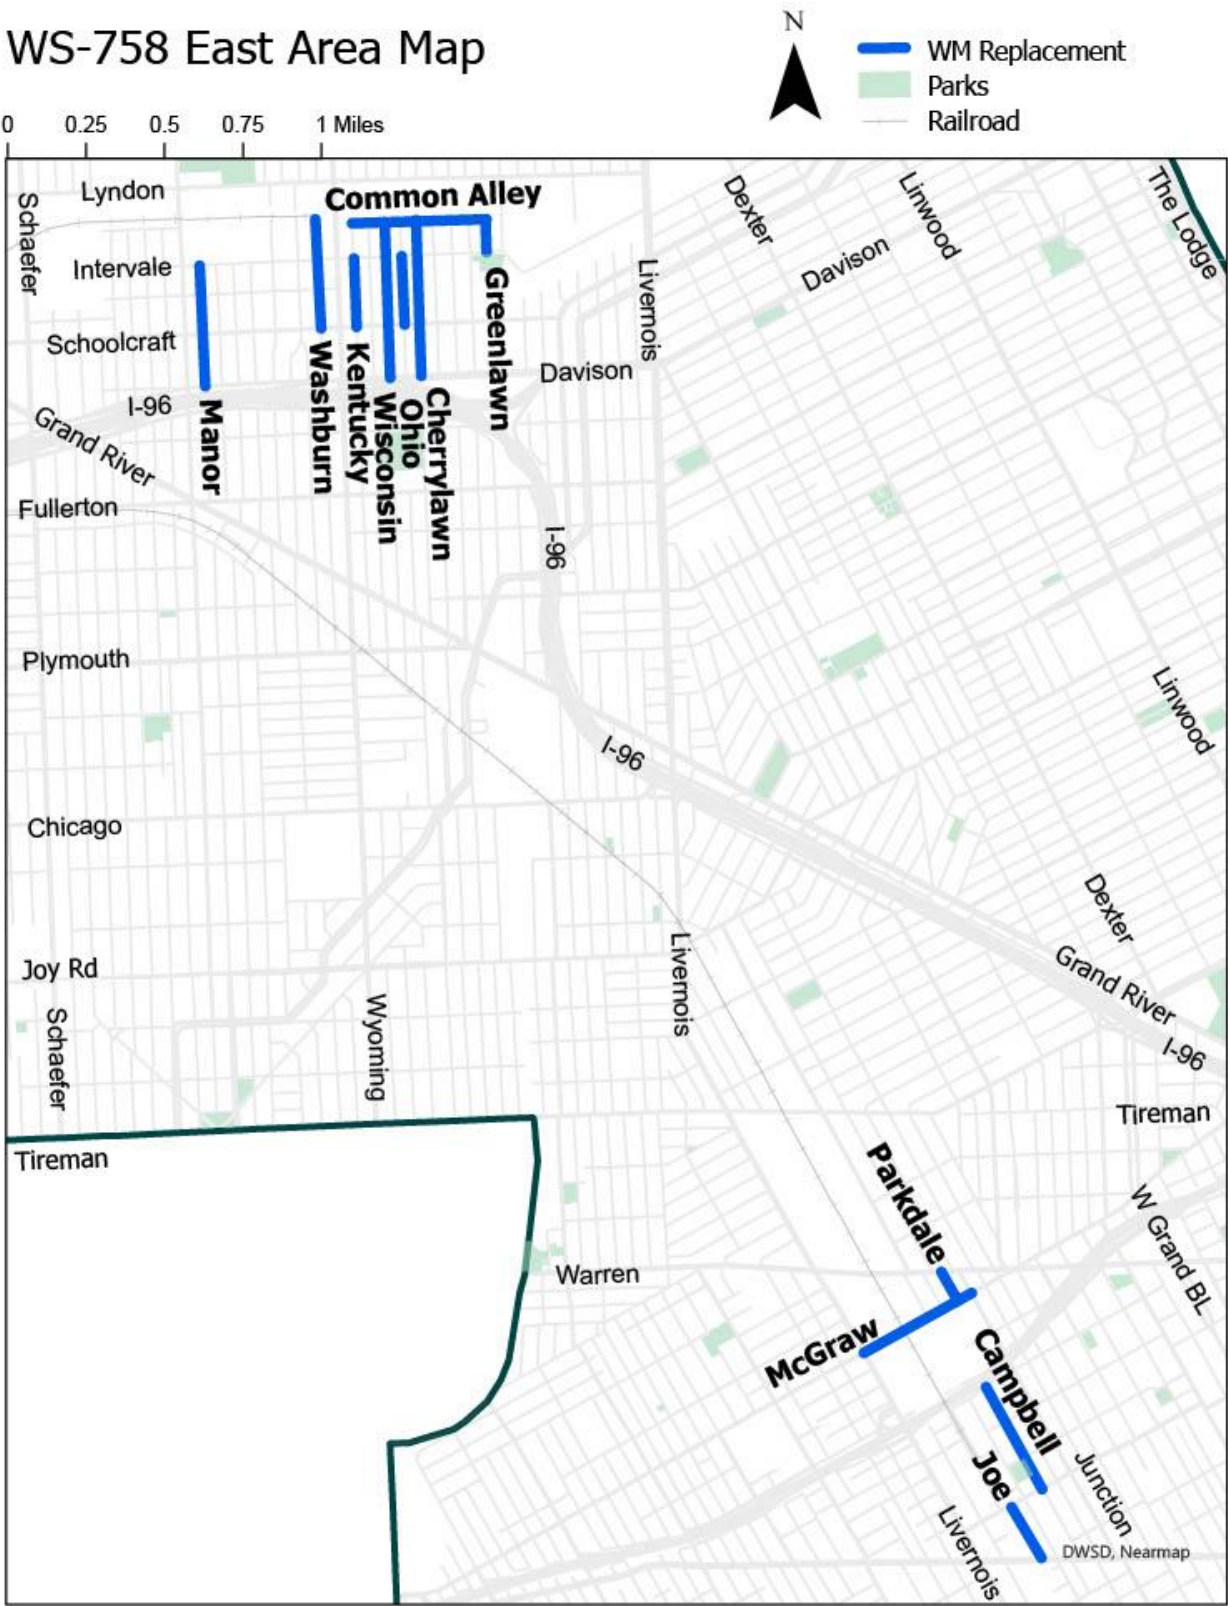 WS-758 East Area Map
N
WM Replacement
Parks
Railroad
0 0.25 0.5 0.75 1 Miles
Schaefer
Lyndon
Common Alley
Dexter
Linwood
The Lodge
Intervale
Davison
Livernois
Greenlawn
Schoolcraft
Davison
Washburn
Kentucky
Wisconsin
Ohio
Cherrylawn
I-96
Manor
Grand River
Fullerton
I-96
Plymouth
Linwood
I-96
Chicago
Dexter
Livernois
Joy Rd
Grand River
Schaefer
Wyoming
I-96
Tireman
Tireman
Parkdale
W Grand BL
Warren
McGraw
Campbell
Joe
Junction
Livernois
DWSD, Nearmap